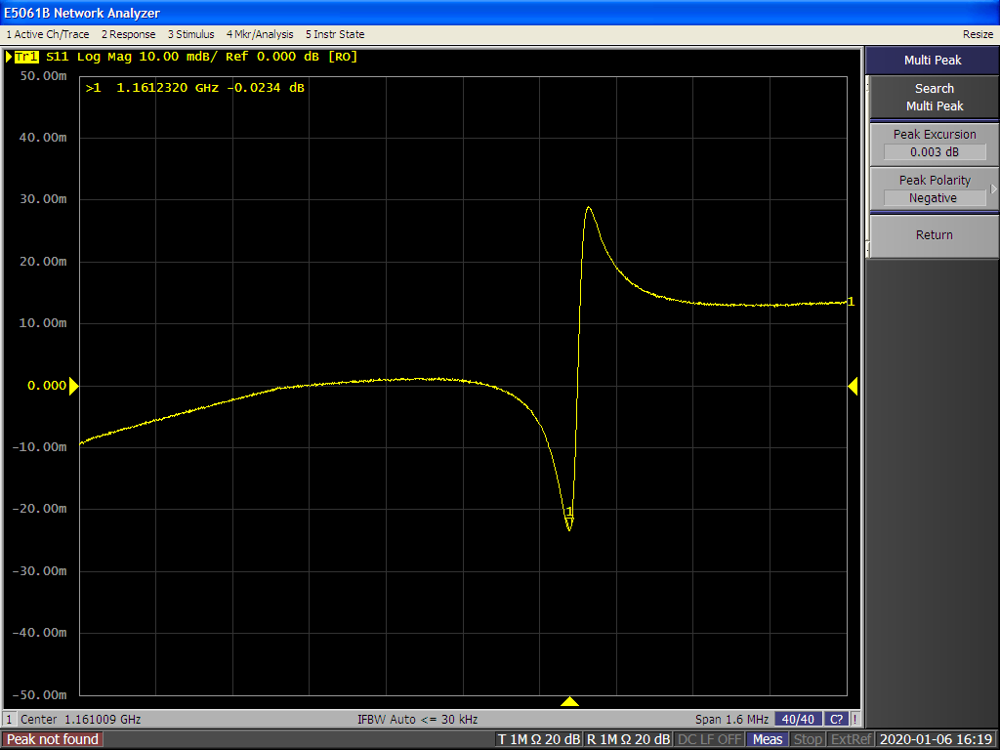 E5061B Network Analyzer
1 Active Ch/Trace 2 Response 3 Stimulus 4 Mkr/Analysis 5 Instr State Resize
Tr1 S11 Log Mag 10.00 mdB/ Ref 0.000 dB [RO]
50.00m
>1 1.1612320 GHz -0.0234 dB
40.00m
30.00m
20.00m
10.00m
1
0.000
-10.00m
-20.00m
1
-30.00m
-40.00m
-50.00m
Multi Peak
Search
Multi Peak
Peak Excursion
0.003 dB
Peak Polarity
Negative
Return
1 Center 1.161009 GHz IFBW Auto <= 30 kHz Span 1.6 MHz 40/40 C? !
Peak not found T 1M Ω 20 dB R 1M Ω 20 dB DC LF OFF Meas Stop ExtRef 2020-01-06 16:19